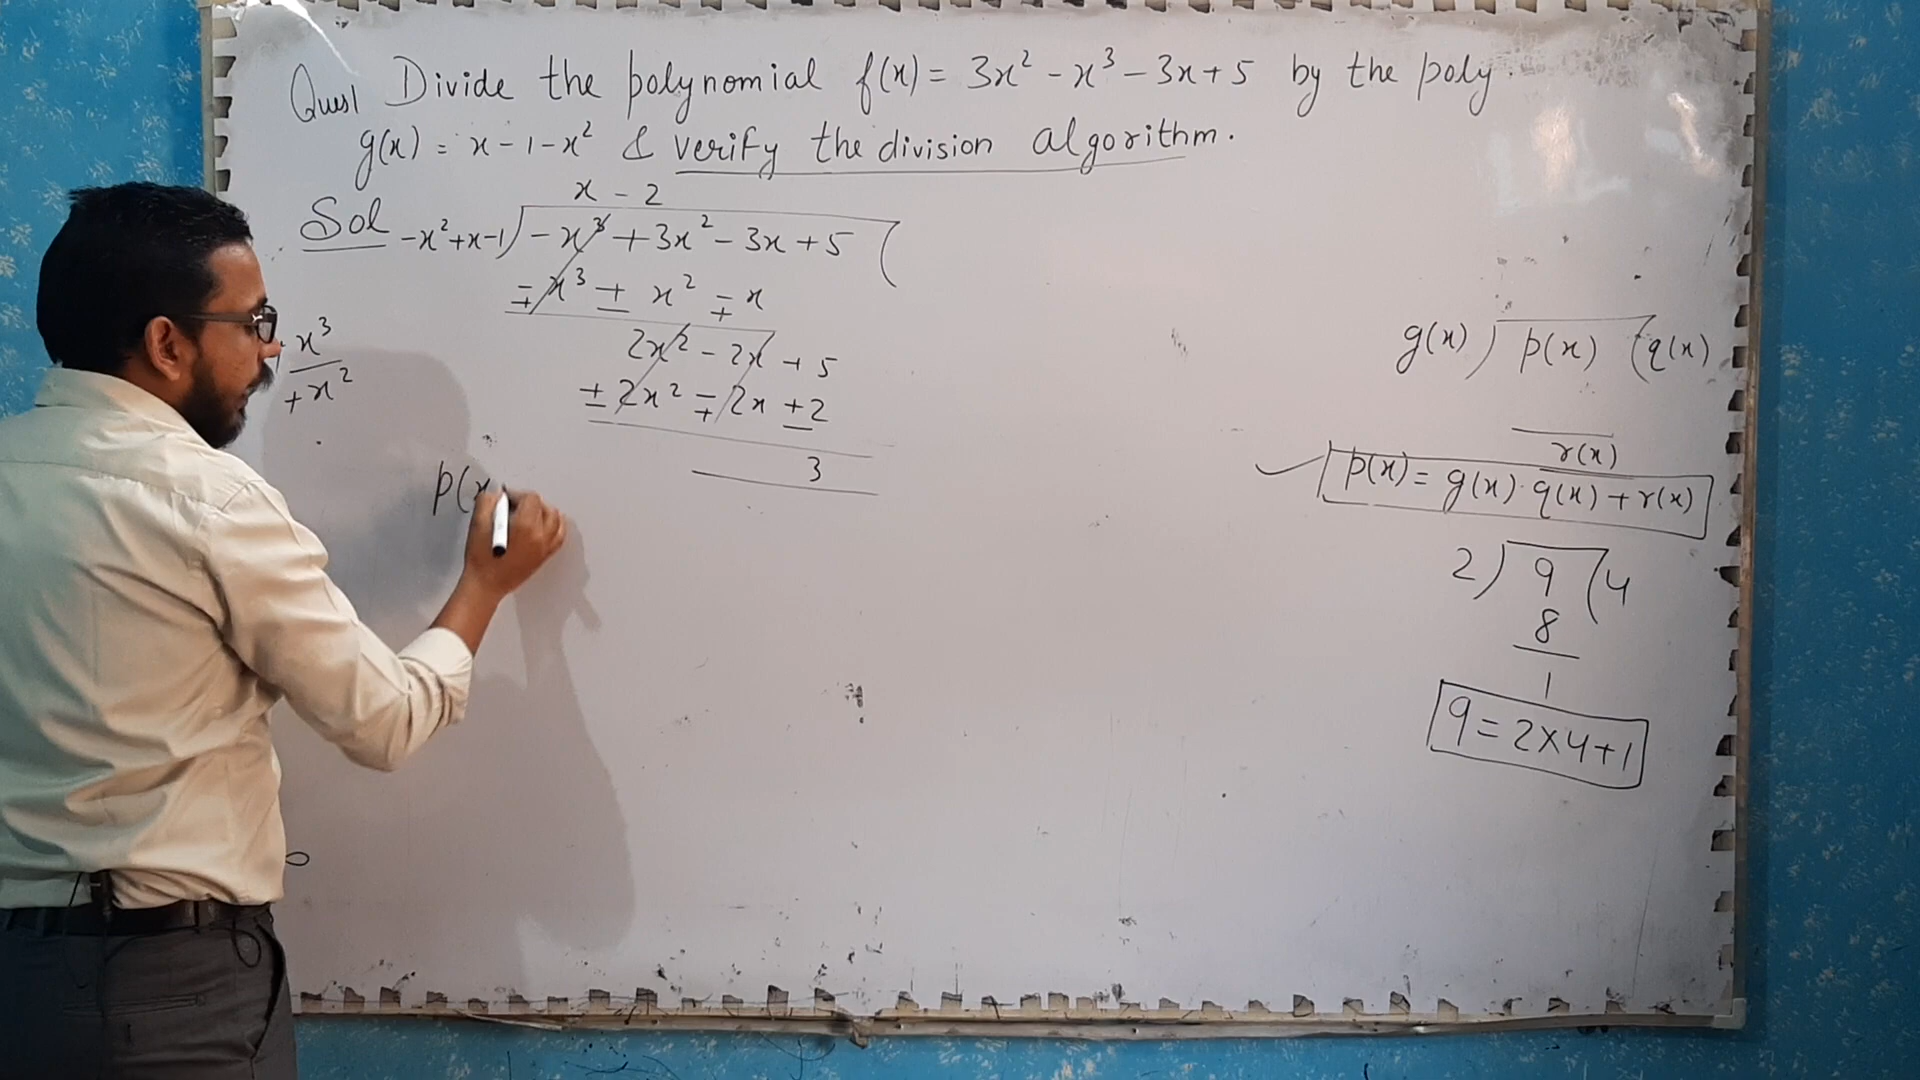 Ques1 Divide the polynomial f(x) = 3x² - x³ - 3x + 5 by the poly.
g(x) = x - 1 - x² & verify the division algorithm.
x - 2
Sol -x²+x-1) -x³ + 3x² - 3x + 5 (
∓ x³ ± x² ∓ x
2x² - 2x + 5
± 2x² ∓ 2x ± 2
3
x³
+x²
p(x
g(x) ) p(x) ( q(x)
r(x)
p(x) = g(x) · q(x) + r(x)
2 ) 9 ( 4
8
1
9 = 2×4+1